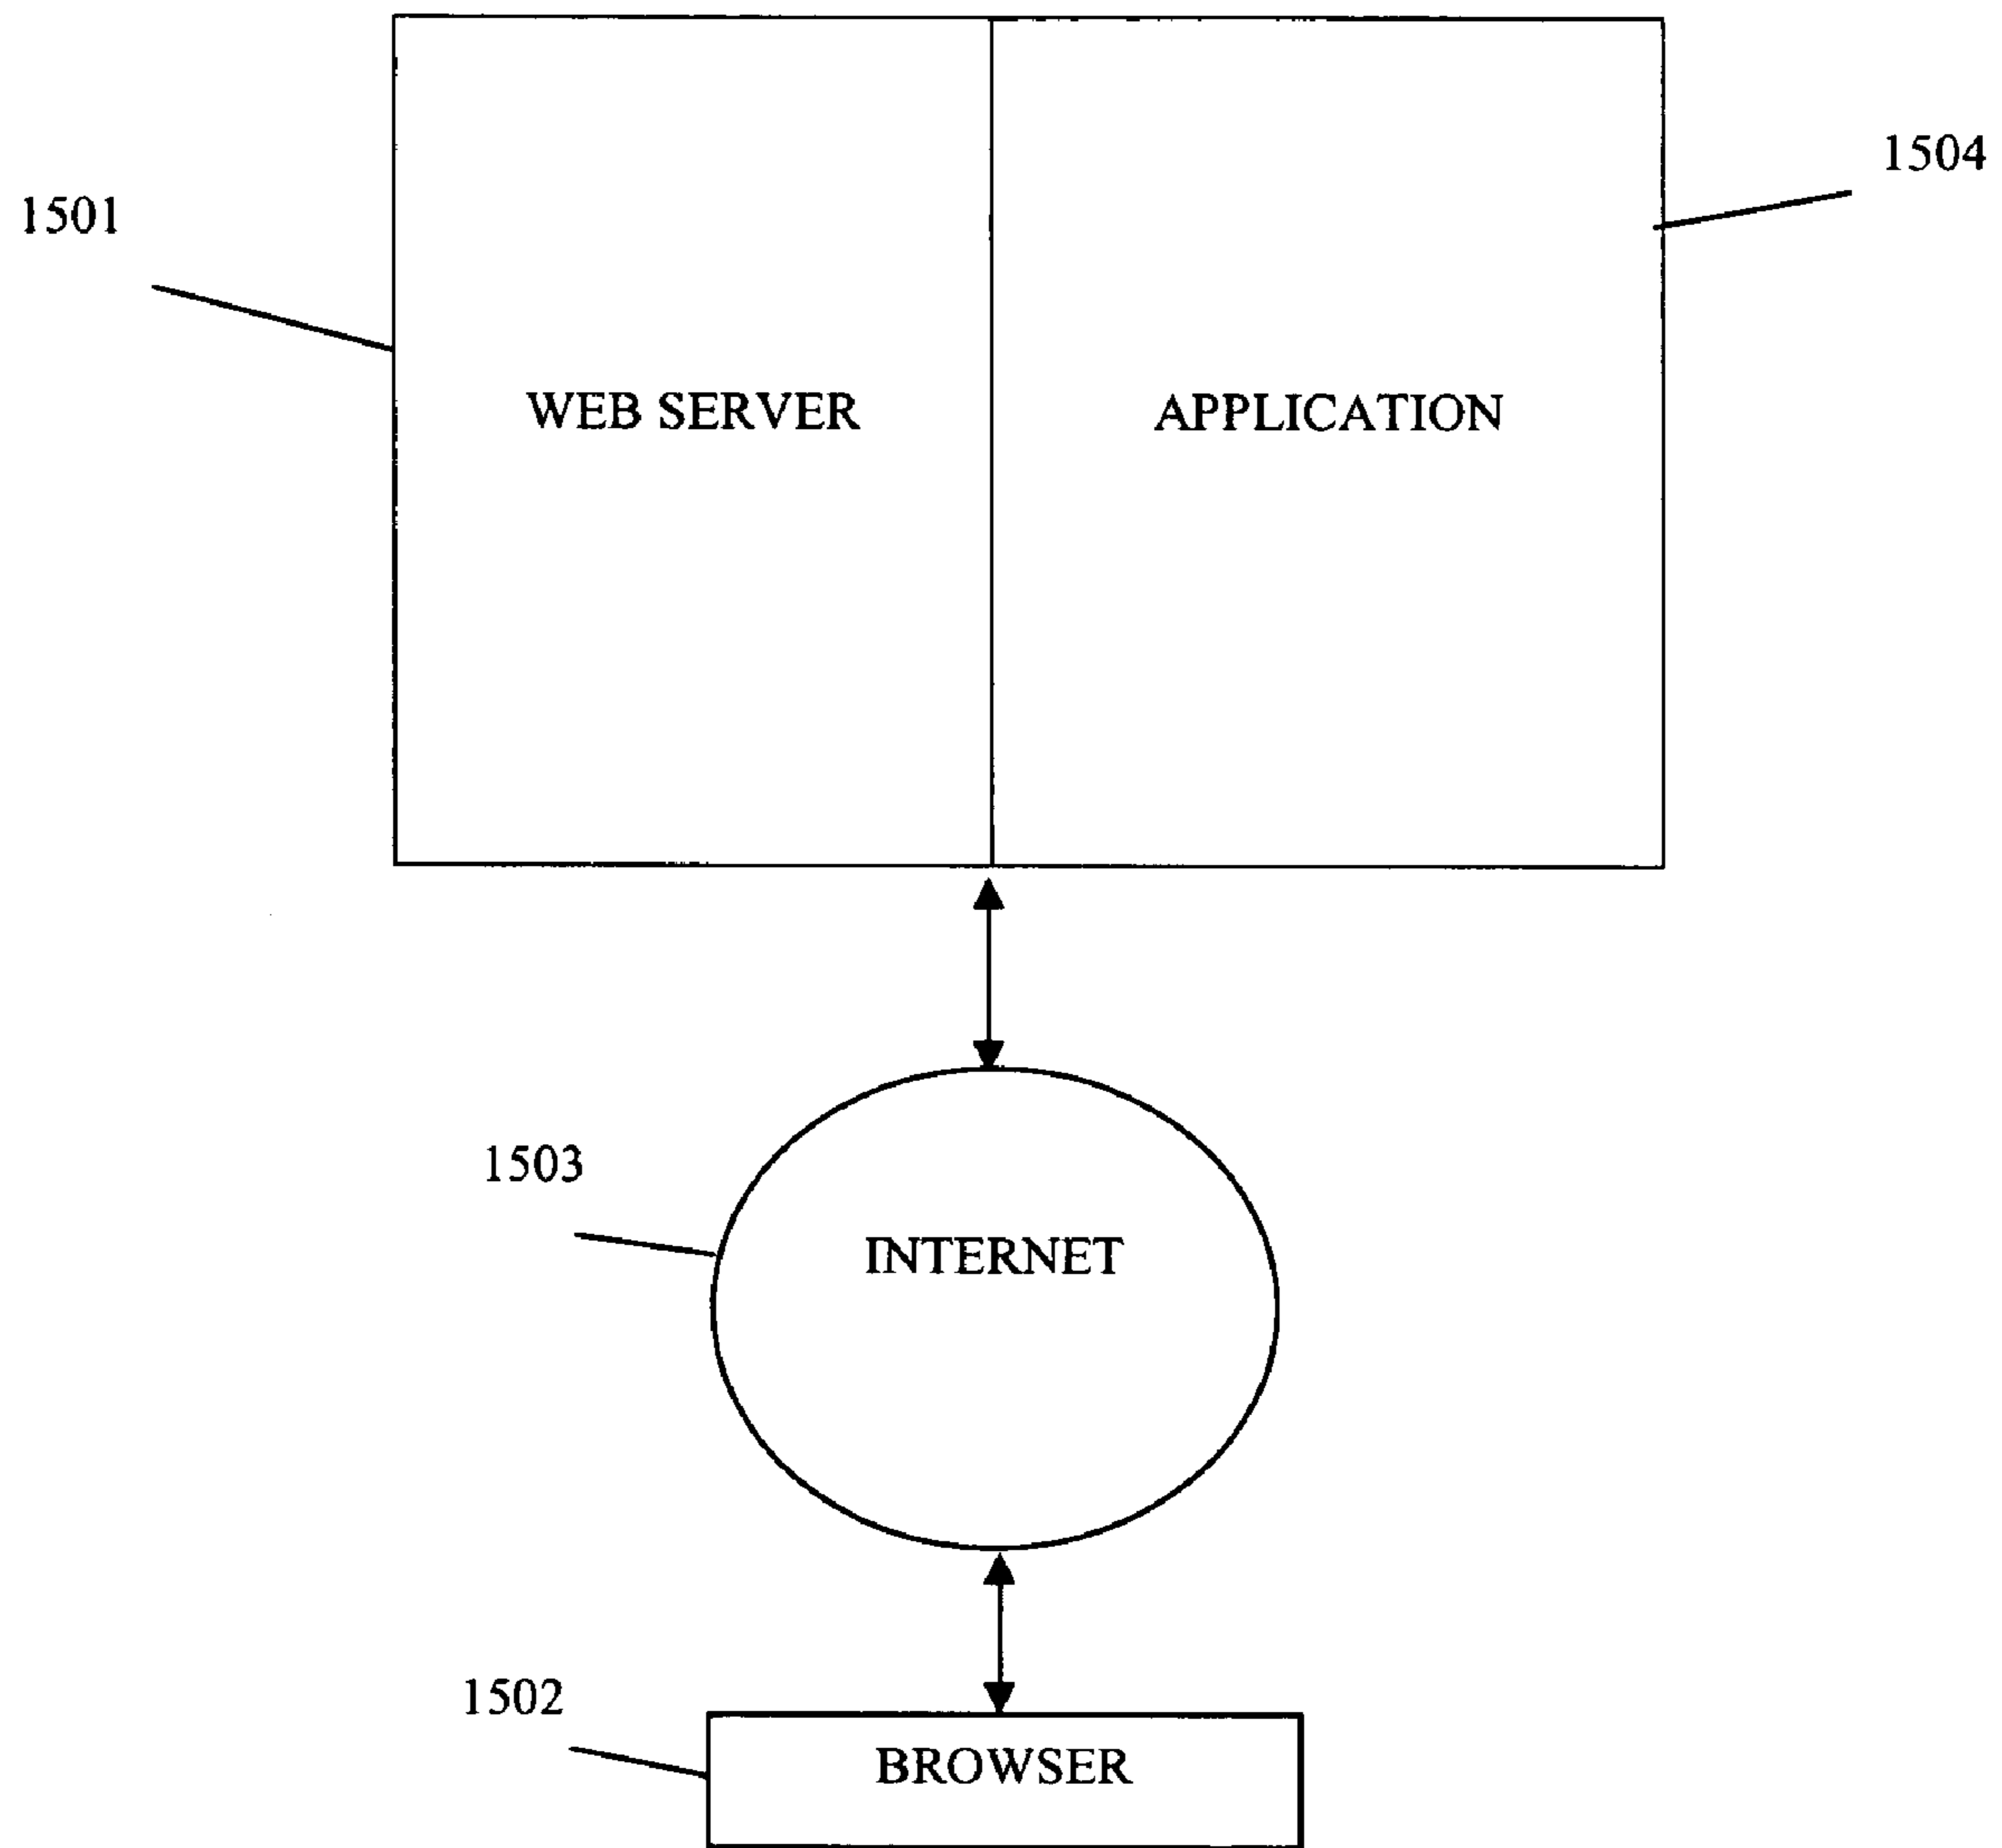 1504
1501
WEB SERVER
APPLICATION
1503
INTERNET
1502
BROWSER